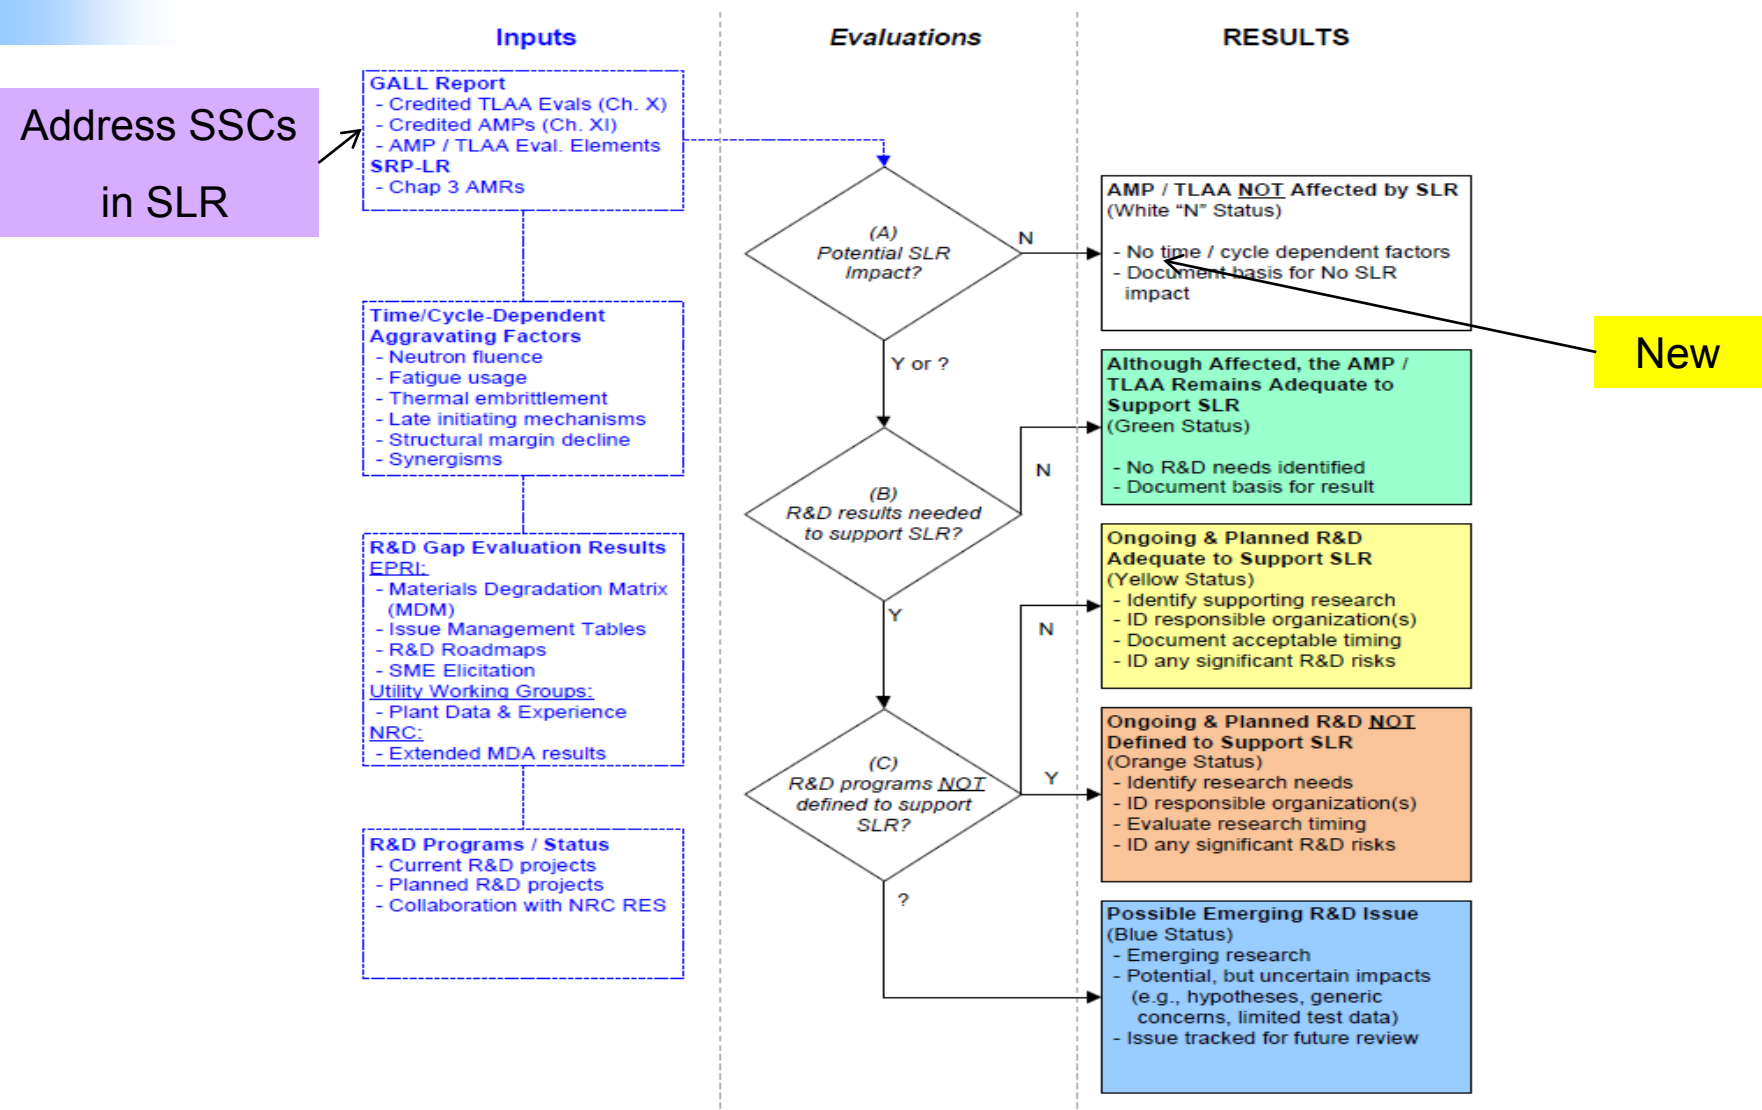 Inputs
Evaluations
RESULTS
Address SSCs
in SLR
GALL Report
- Credited TLAA Evals (Ch. X)
- Credited AMPs (Ch. XI)
- AMP / TLAA Eval. Elements
SRP-LR
- Chap 3 AMRs
Time/Cycle-Dependent
Aggravating Factors
- Neutron fluence
- Fatigue usage
- Thermal embrittlement
- Late initiating mechanisms
- Structural margin decline
- Synergisms
R&D Gap Evaluation Results
EPRI:
- Materials Degradation Matrix
(MDM)
- Issue Management Tables
- R&D Roadmaps
- SME Elicitation
Utility Working Groups:
- Plant Data & Experience
NRC:
- Extended MDA results
R&D Programs / Status
- Current R&D projects
- Planned R&D projects
- Collaboration with NRC RES
(A)
Potential SLR
Impact?
N
Y or ?
(B)
R&D results needed
to support SLR?
N
Y
(C)
R&D programs NOT
defined to support
SLR?
N
Y
?
AMP / TLAA NOT Affected by SLR
(White “N” Status)
- No time / cycle dependent factors
- Document basis for No SLR
impact
New
Although Affected, the AMP /
TLAA Remains Adequate to
Support SLR
(Green Status)
- No R&D needs identified
- Document basis for result
Ongoing & Planned R&D
Adequate to Support SLR
(Yellow Status)
- Identify supporting research
- ID responsible organization(s)
- Document acceptable timing
- ID any significant R&D risks
Ongoing & Planned R&D NOT
Defined to Support SLR
(Orange Status)
- Identify research needs
- ID responsible organization(s)
- Evaluate research timing
- ID any significant R&D risks
Possible Emerging R&D Issue
(Blue Status)
- Emerging research
- Potential, but uncertain impacts
(e.g., hypotheses, generic
concerns, limited test data)
- Issue tracked for future review